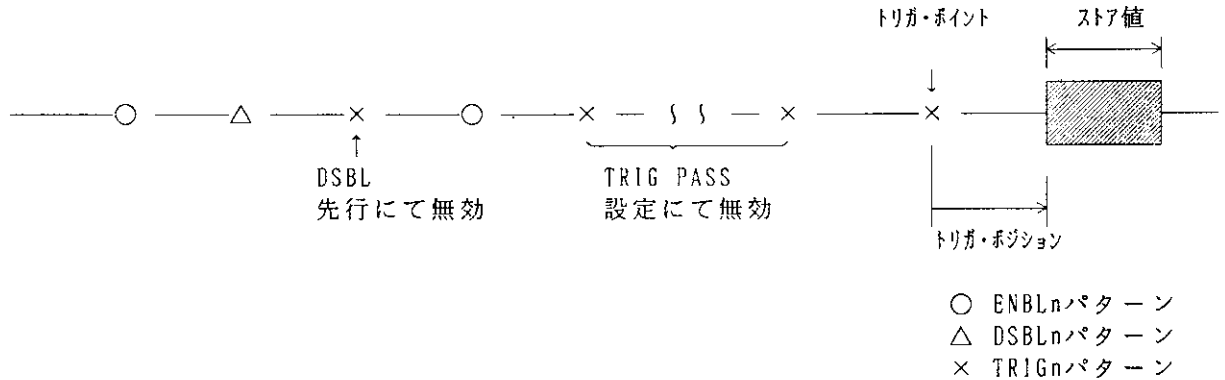 トリガ・ポイント
ストア値
DSBL
先行にて無効
TRIG PASS
設定にて無効
トリガ・ポジション
○ ENBLnパターン
△ DSBLnパターン
× TRIGnパターン